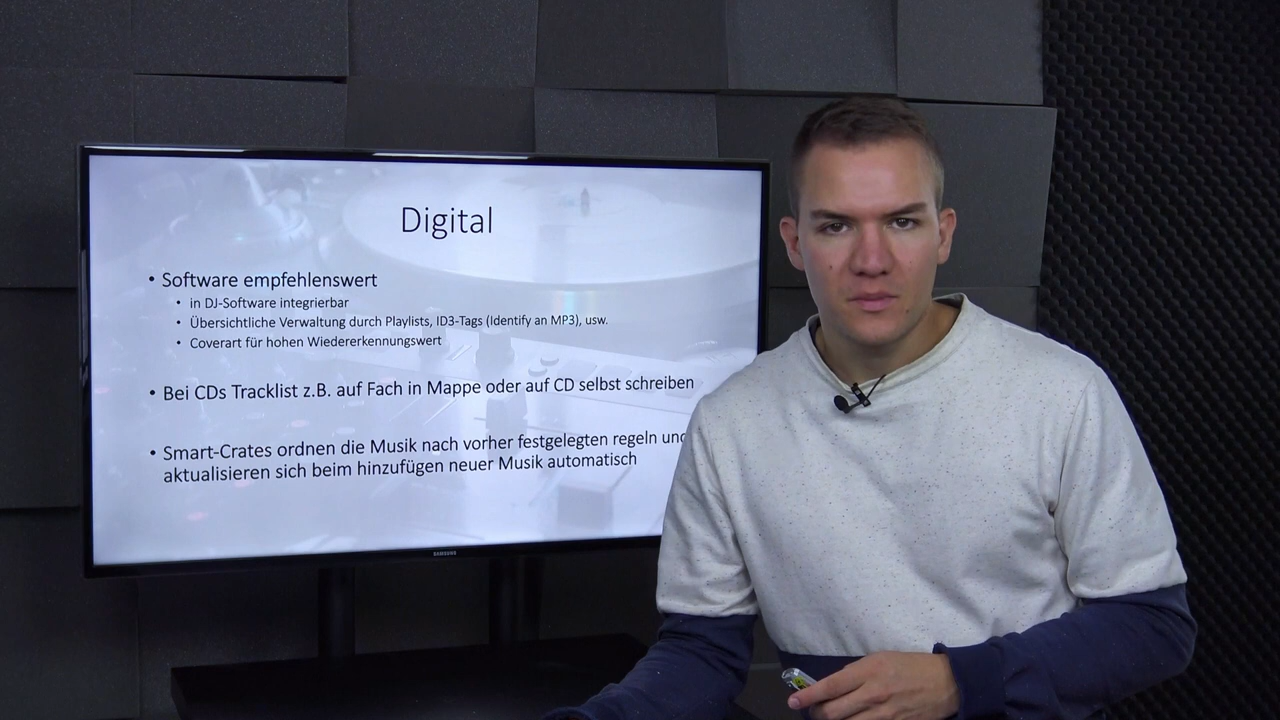 Digital
• Software empfehlenswert
• in DJ-Software integrierbar
• Übersichtliche Verwaltung durch Playlists, ID3-Tags (Identify an MP3), usw.
• Coverart für hohen Wiedererkennungswert
• Bei CDs Tracklist z.B. auf Fach in Mappe oder auf CD selbst schreiben
• Smart-Crates ordnen die Musik nach vorher festgelegten regeln und
aktualisieren sich beim hinzufügen neuer Musik automatisch
SAMSUNG